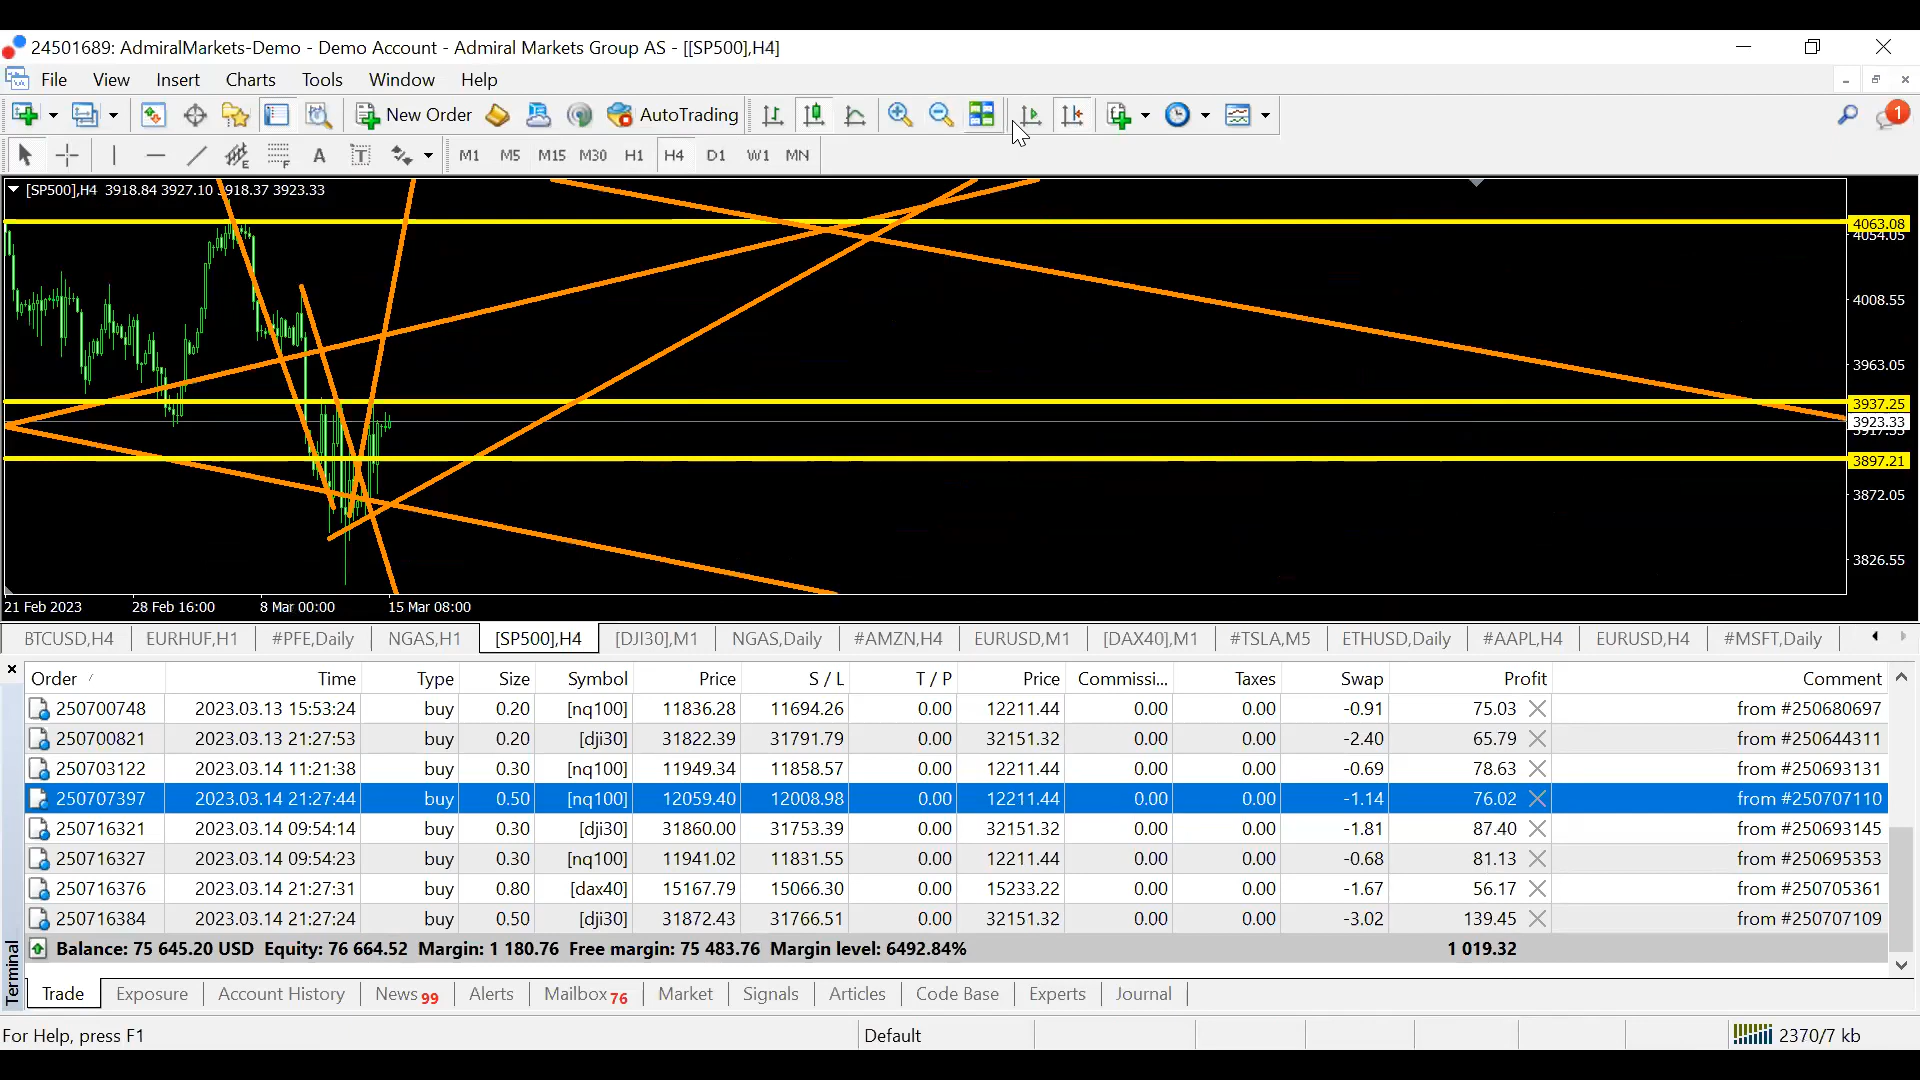 24501689: AdmiralMarkets-Demo - Demo Account - Admiral Markets Group AS - [[SP500],H4]
File View Insert Charts Tools Window Help
New Order AutoTrading 1
A T E F M1 M5 M15 M30 H1 H4 D1 W1 MN
[SP500],H4 3918.84 3927.10 3918.37 3923.33
4063.08
4054.05
4008.55
3963.05
3937.25
3923.33
3897.21
3872.05
3826.55
21 Feb 2023 28 Feb 16:00 8 Mar 00:00 15 Mar 08:00
BTCUSD,H4 EURHUF,H1 #PFE,Daily NGAS,H1 [SP500],H4 [DJI30],M1 NGAS,Daily #AMZN,H4 EURUSD,M1 [DAX40],M1 #TSLA,M5 ETHUSD,Daily #AAPL,H4 EURUSD,H4 #MSFT,Daily
Order Time Type Size Symbol Price S / L T / P Price Commissi... Taxes Swap Profit Comment
250700748 2023.03.13 15:53:24 buy 0.20 [nq100] 11836.28 11694.26 0.00 12211.44 0.00 0.00 -0.91 75.03 from #250680697
250700821 2023.03.13 21:27:53 buy 0.20 [dji30] 31822.39 31791.79 0.00 32151.32 0.00 0.00 -2.40 65.79 from #250644311
250703122 2023.03.14 11:21:38 buy 0.30 [nq100] 11949.34 11858.57 0.00 12211.44 0.00 0.00 -0.69 78.63 from #250693131
250707397 2023.03.14 21:27:44 buy 0.50 [nq100] 12059.40 12008.98 0.00 12211.44 0.00 0.00 -1.14 76.02 from #250707110
250716321 2023.03.14 09:54:14 buy 0.30 [dji30] 31860.00 31753.39 0.00 32151.32 0.00 0.00 -1.81 87.40 from #250693145
250716327 2023.03.14 09:54:23 buy 0.30 [nq100] 11941.02 11831.55 0.00 12211.44 0.00 0.00 -0.68 81.13 from #250695353
250716376 2023.03.14 21:27:31 buy 0.80 [dax40] 15167.79 15066.30 0.00 15233.22 0.00 0.00 -1.67 56.17 from #250705361
250716384 2023.03.14 21:27:24 buy 0.50 [dji30] 31872.43 31766.51 0.00 32151.32 0.00 0.00 -3.02 139.45 from #250707109
Balance: 75 645.20 USD Equity: 76 664.52 Margin: 1 180.76 Free margin: 75 483.76 Margin level: 6492.84% 1 019.32
Terminal
Trade Exposure Account History News 99 Alerts Mailbox 76 Market Signals Articles Code Base Experts Journal
For Help, press F1 Default 2370/7 kb